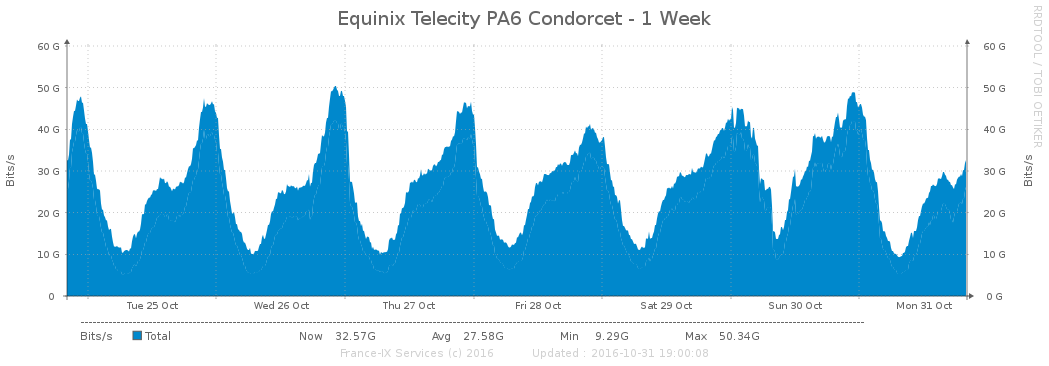 Equinix Telecity PA6 Condorcet - 1 Week
RRDTOOL / TOBI OETIKER
Bits/s
60 G
50 G
40 G
30 G
20 G
10 G
0
60 G
50 G
40 G
30 G
20 G
10 G
0 G
Bits/s
Tue 25 Oct Wed 26 Oct Thu 27 Oct Fri 28 Oct Sat 29 Oct Sun 30 Oct Mon 31 Oct
Bits/s Total Now 32.57G Avg 27.58G Min 9.29G Max 50.34G
France-IX Services (c) 2016 Updated : 2016-10-31 19:00:08